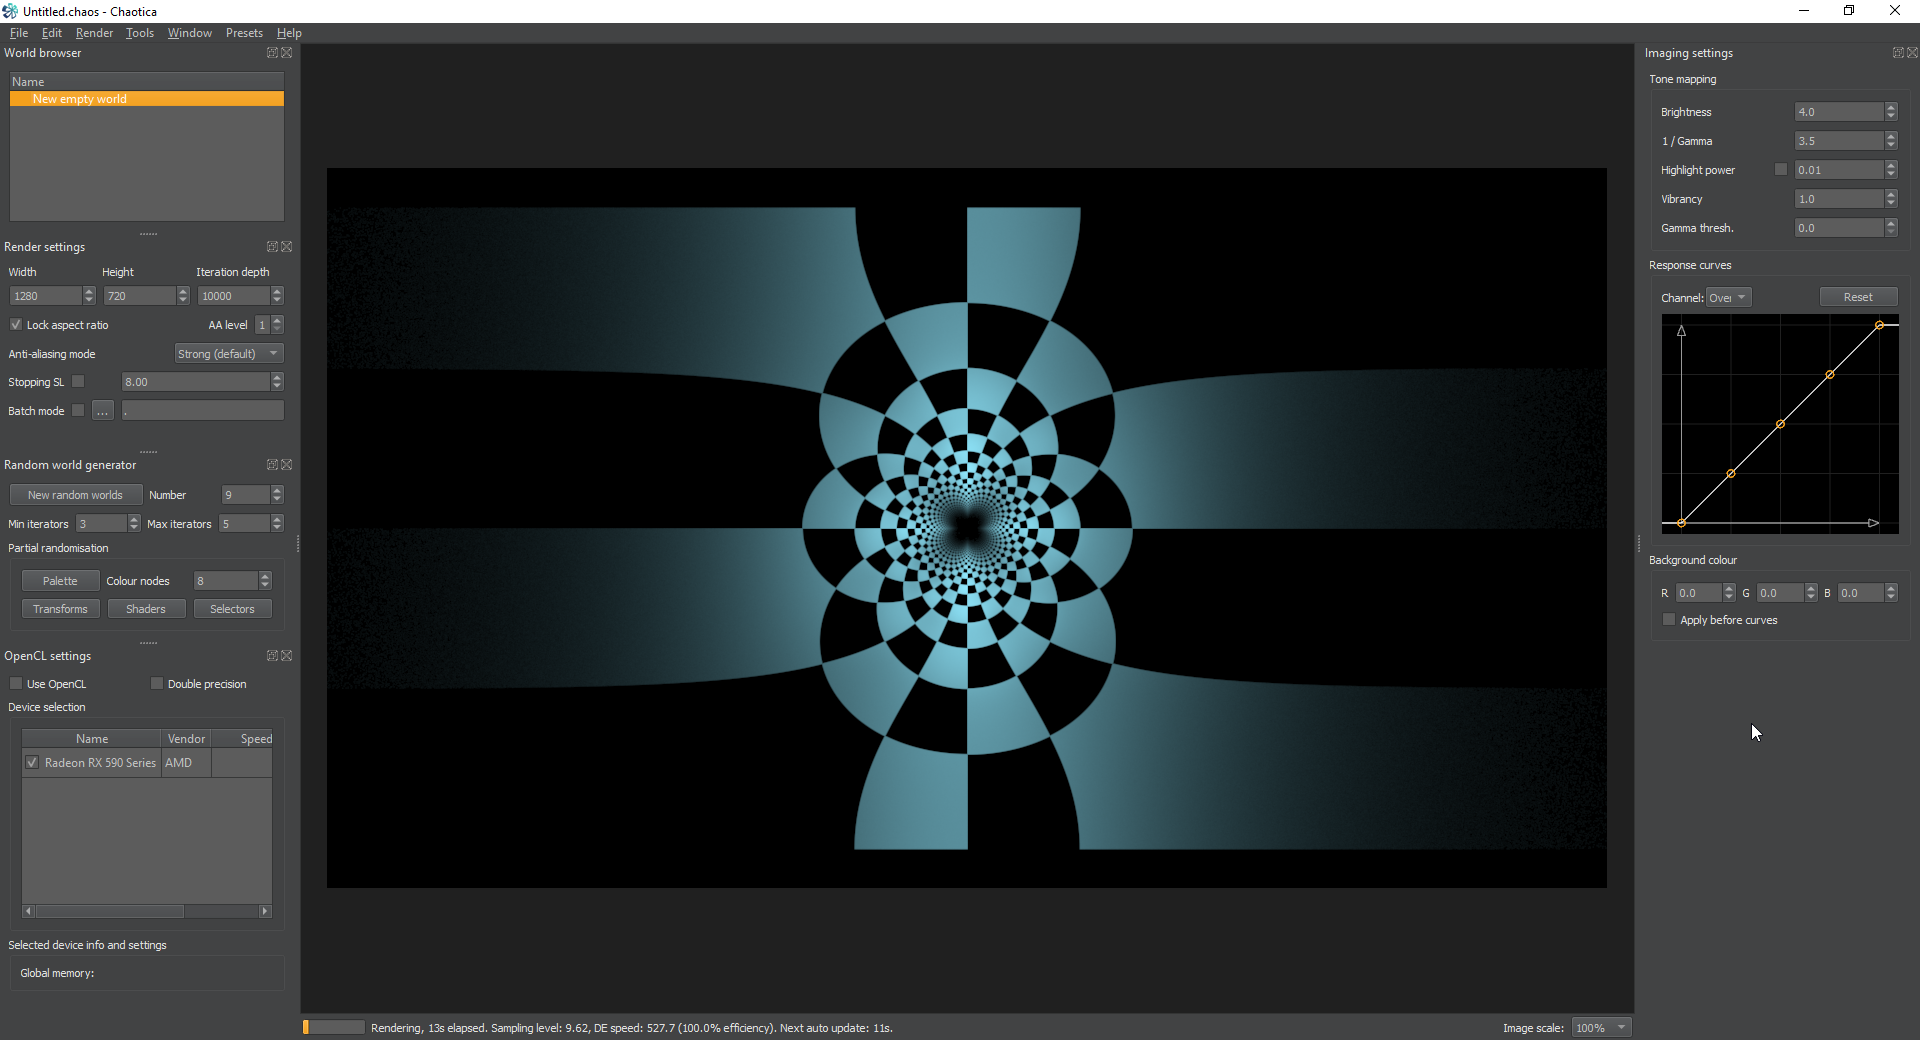 Untitled.chaos - Chaotica
File Edit Render Tools Window Presets Help
World browser
Name
New empty world
Render settings
Width Height Iteration depth
1280 720 10000
Lock aspect ratio AA level 1
Anti-aliasing mode Strong (default)
Stopping SL 8.00
Batch mode ... .
Random world generator
New random worlds Number 9
Min iterators 3 Max iterators 5
Partial randomisation
Palette Colour nodes 8
Transforms Shaders Selectors
OpenCL settings
Use OpenCL Double precision
Device selection
Name Vendor Speed
Radeon RX 590 Series AMD
Selected device info and settings
Global memory:
Rendering, 13s elapsed. Sampling level: 9.62, DE speed: 527.7 (100.0% efficiency). Next auto update: 11s.
Image scale: 100%
Imaging settings
Tone mapping
Brightness 4.0
1 / Gamma 3.5
Highlight power 0.01
Vibrancy 1.0
Gamma thresh. 0.0
Response curves
Channel: Over Reset
Background colour
R 0.0 G 0.0 B 0.0
Apply before curves